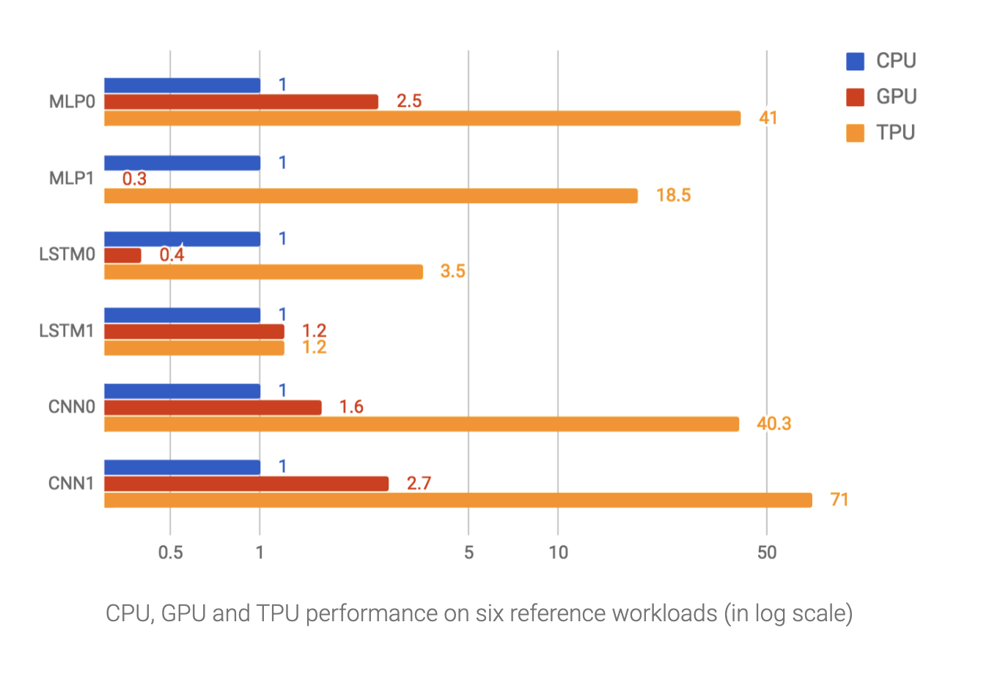 CPU
GPU
TPU
MLP0
1
2.5
41
MLP1
1
0.3
18.5
LSTM0
1
0.4
3.5
LSTM1
1
1.2
1.2
CNN0
1
1.6
40.3
CNN1
1
2.7
71
0.5 1 5 10 50
CPU, GPU and TPU performance on six reference workloads (in log scale)